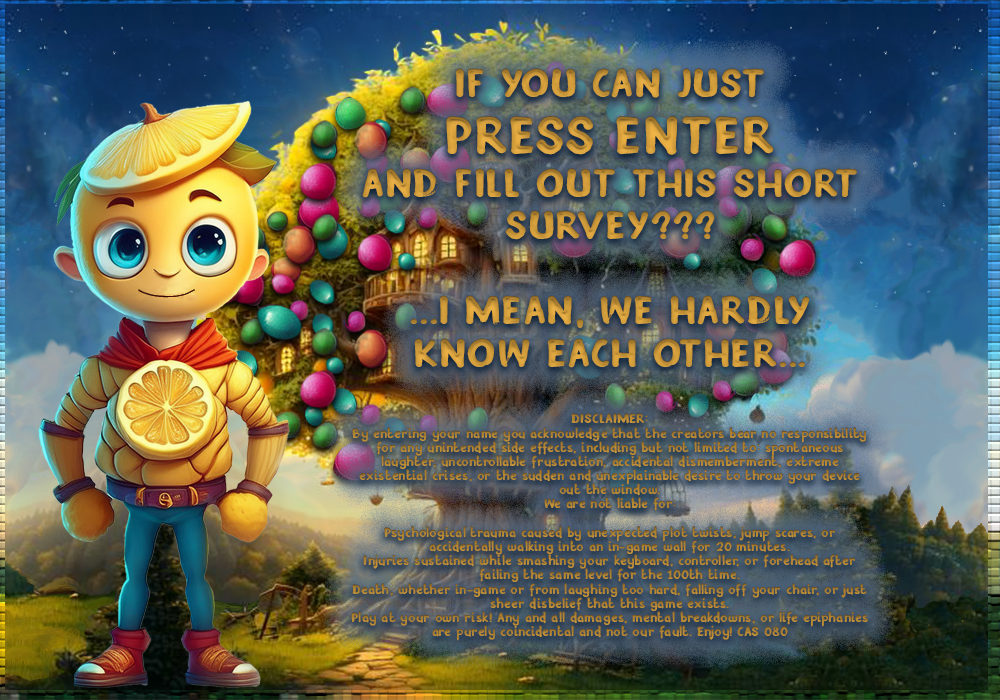 IF YOU CAN JUST
PRESS ENTER
AND FILL OUT THIS SHORT
SURVEY???
...I MEAN, WE HARDLY
KNOW EACH OTHER...
DISCLAIMER:
By entering your name you acknowledge that the creators bear no responsibility
for any unintended side effects, including but not limited to spontaneous
laughter, uncontrollable frustration, accidental dismemberment, extreme
existential crises, or the sudden and unexplainable desire to throw your device
out the window.
We are not liable for
Psychological trauma caused by unexpected plot twists, jump scares, or
accidentally walking into an in-game wall for 20 minutes.
Injuries sustained while smashing your keyboard, controller, or forehead after
failing the same level for the 100th time.
Death, whether in-game or from laughing too hard, falling off your chair, or just
sheer disbelief that this game exists.
Play at your own risk! Any and all damages, mental breakdowns, or life epiphanies
are purely coincidental and not our fault. Enjoy! CAS 080